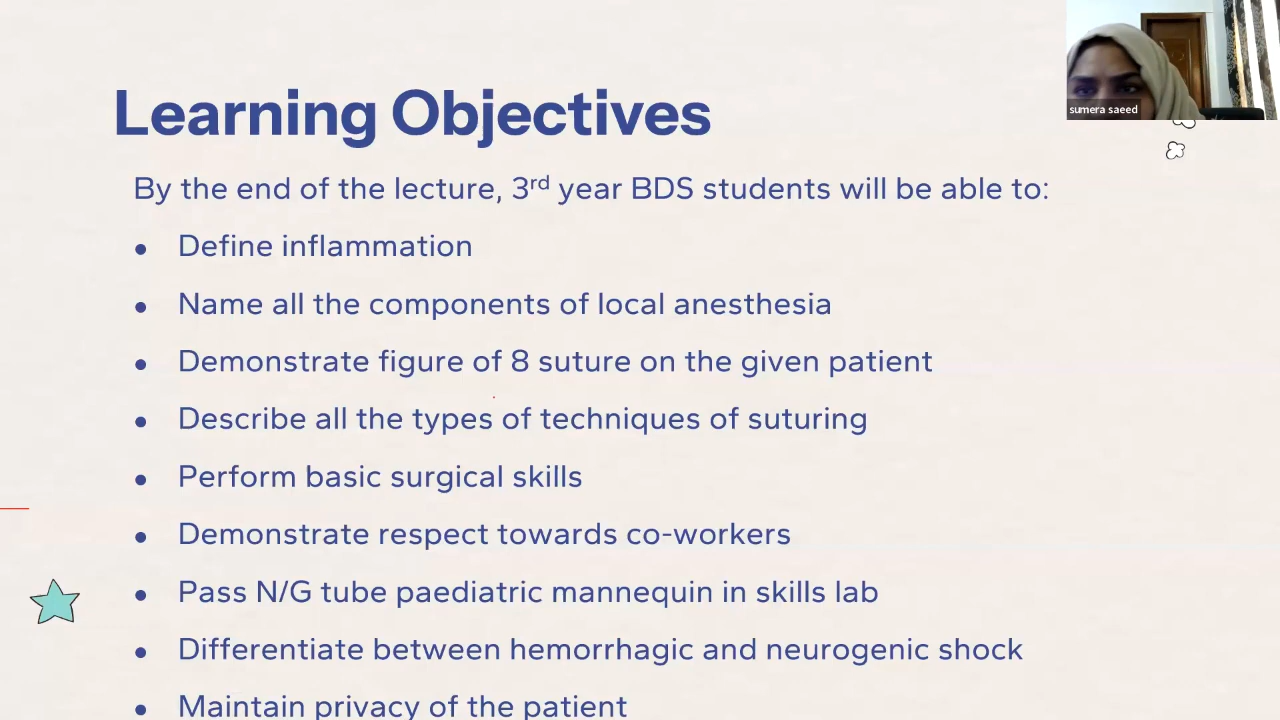 sumera saeed
Learning Objectives
By the end of the lecture, 3rd year BDS students will be able to:
• Define inflammation
• Name all the components of local anesthesia
• Demonstrate figure of 8 suture on the given patient
• Describe all the types of techniques of suturing
• Perform basic surgical skills
• Demonstrate respect towards co-workers
• Pass N/G tube paediatric mannequin in skills lab
• Differentiate between hemorrhagic and neurogenic shock
• Maintain privacy of the patient